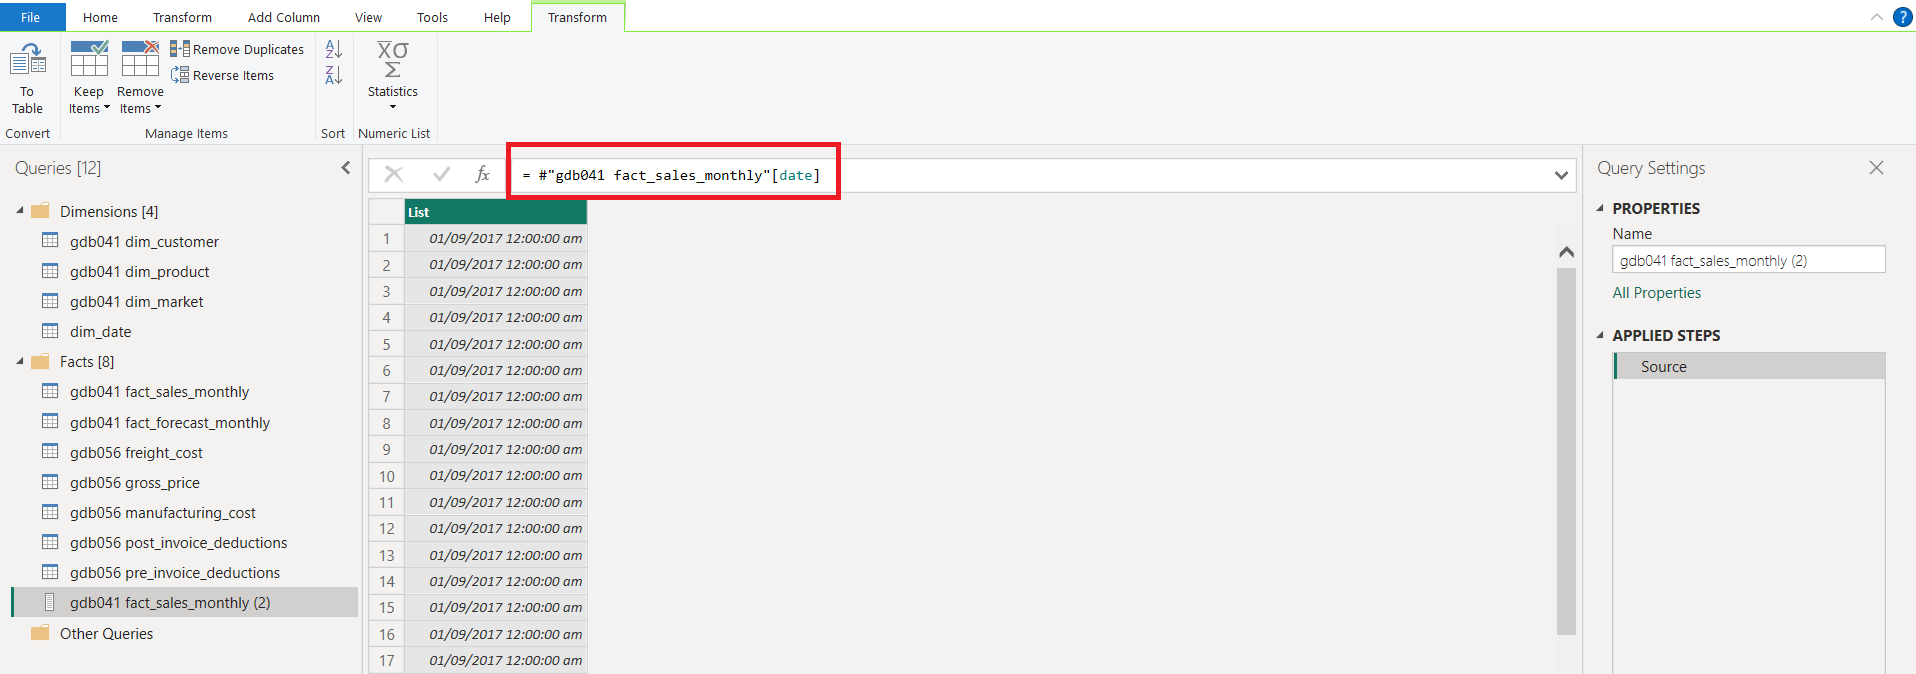 File Home Transform Add Column View Tools Help Transform ?
To Table
Convert
Keep Items
Remove Items
Remove Duplicates
Reverse Items
Manage Items
A Z
Z A
Sort
Xσ
Σ
Statistics
Numeric List
Queries [12]
Dimensions [4]
gdb041 dim_customer
gdb041 dim_product
gdb041 dim_market
dim_date
Facts [8]
gdb041 fact_sales_monthly
gdb041 fact_forecast_monthly
gdb056 freight_cost
gdb056 gross_price
gdb056 manufacturing_cost
gdb056 post_invoice_deductions
gdb056 pre_invoice_deductions
gdb041 fact_sales_monthly (2)
Other Queries
fx = #"gdb041 fact_sales_monthly"[date]
List
1 01/09/2017 12:00:00 am
2 01/09/2017 12:00:00 am
3 01/09/2017 12:00:00 am
4 01/09/2017 12:00:00 am
5 01/09/2017 12:00:00 am
6 01/09/2017 12:00:00 am
7 01/09/2017 12:00:00 am
8 01/09/2017 12:00:00 am
9 01/09/2017 12:00:00 am
10 01/09/2017 12:00:00 am
11 01/09/2017 12:00:00 am
12 01/09/2017 12:00:00 am
13 01/09/2017 12:00:00 am
14 01/09/2017 12:00:00 am
15 01/09/2017 12:00:00 am
16 01/09/2017 12:00:00 am
17 01/09/2017 12:00:00 am
Query Settings
PROPERTIES
Name
gdb041 fact_sales_monthly (2)
All Properties
APPLIED STEPS
Source